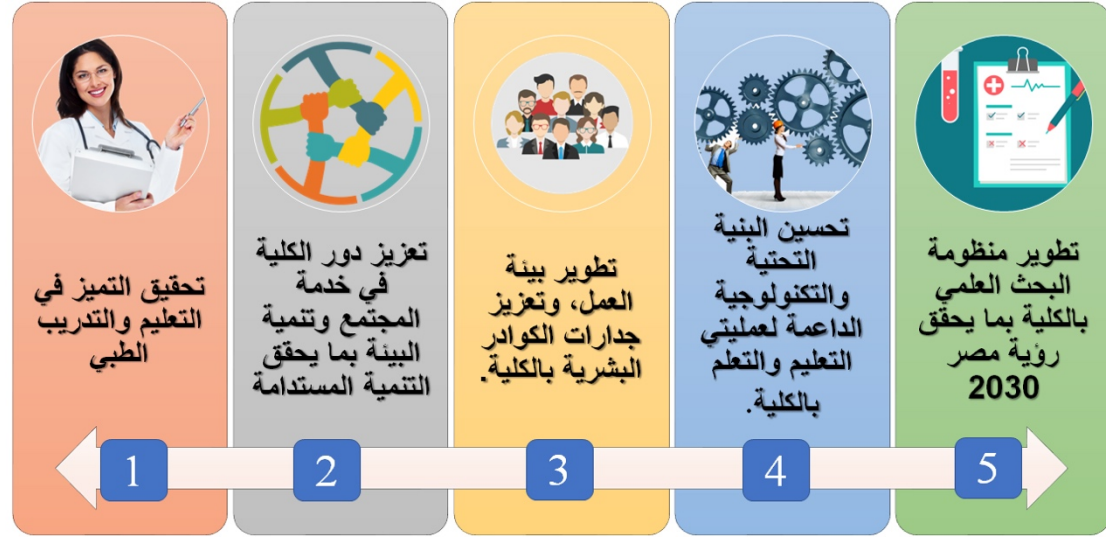 تحقيق التميز في
التعليم والتدريب
الطبي
1
تعزيز دور الكلية
في خدمة
المجتمع وتنمية
البيئة بما يحقق
التنمية المستدامة
2
تطوير بيئة
العمل، وتعزيز
جدارات الكوادر
البشرية بالكلية.
3
تحسين البنية
التحتية
والتكنولوجية
الداعمة لعمليتي
التعليم والتعلم
بالكلية.
4
تطوير منظومة
البحث العلمي
بالكلية بما يحقق
رؤية مصر
2030
5